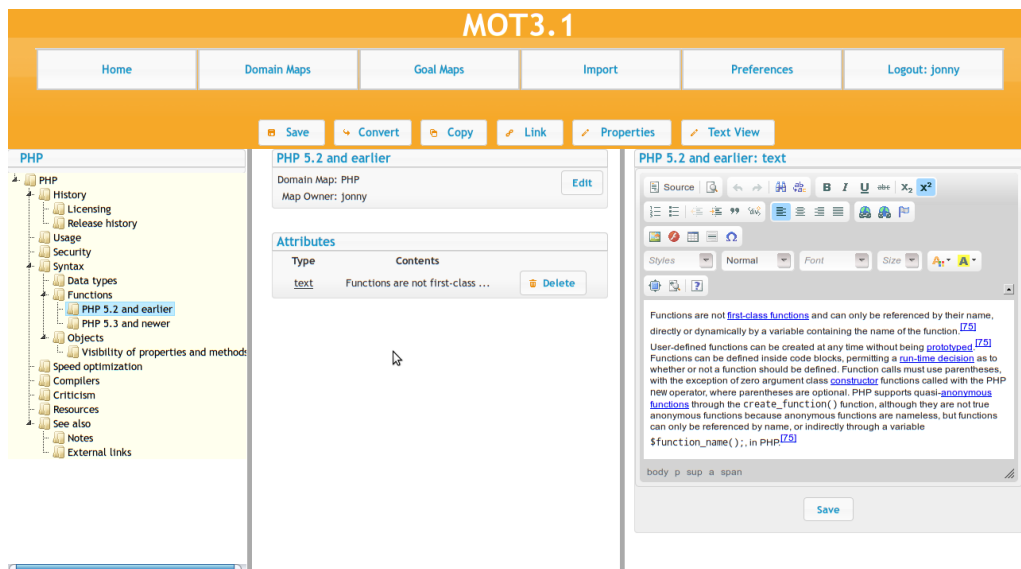 MOT3.1
Home Domain Maps Goal Maps Import Preferences Logout: jonny
Save Convert Copy Link Properties Text View
PHP
PHP
History
Licensing
Release history
Usage
Security
Syntax
Data types
Functions
PHP 5.2 and earlier
PHP 5.3 and newer
Objects
Visibility of properties and methods
Speed optimization
Compilers
Criticism
Resources
See also
Notes
External links
PHP 5.2 and earlier
Domain Map: PHP
Edit
Map Owner: jonny
Attributes
Type Contents
text Functions are not first-class ... Delete
PHP 5.2 and earlier: text
Source B I U abc X2 X2
Styles Normal Font Size A A
Functions are not first-class functions and can only be referenced by their name,
directly or dynamically by a variable containing the name of the function.[75]
User-defined functions can be created at any time without being prototyped.[75]
Functions can be defined inside code blocks, permitting a run-time decision as to
whether or not a function should be defined. Function calls must use parentheses,
with the exception of zero argument class constructor functions called with the PHP
new operator, where parentheses are optional. PHP supports quasi-anonymous
functions through the create_function() function, although they are not true
anonymous functions because anonymous functions are nameless, but functions
can only be referenced by name, or indirectly through a variable
$function_name();, in PHP.[75]
body p sup a span
Save